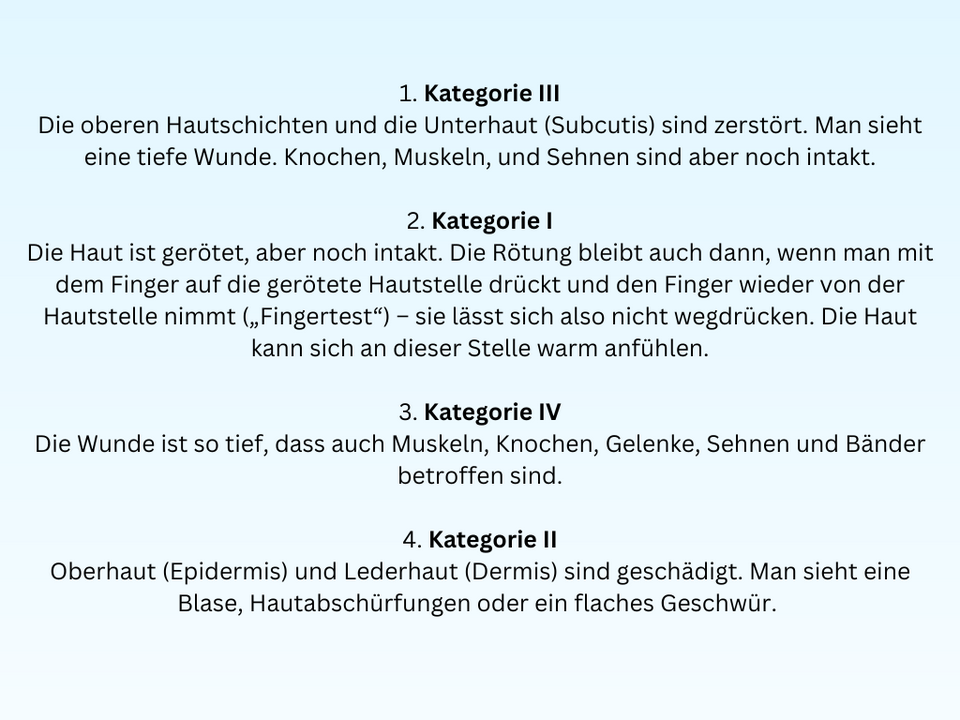 1. Kategorie III
Die oberen Hautschichten und die Unterhaut (Subcutis) sind zerstört. Man sieht
eine tiefe Wunde. Knochen, Muskeln, und Sehnen sind aber noch intakt.
2. Kategorie I
Die Haut ist gerötet, aber noch intakt. Die Rötung bleibt auch dann, wenn man mit
dem Finger auf die gerötete Hautstelle drückt und den Finger wieder von der
Hautstelle nimmt („Fingertest“) – sie lässt sich also nicht wegdrücken. Die Haut
kann sich an dieser Stelle warm anfühlen.
3. Kategorie IV
Die Wunde ist so tief, dass auch Muskeln, Knochen, Gelenke, Sehnen und Bänder
betroffen sind.
4. Kategorie II
Oberhaut (Epidermis) und Lederhaut (Dermis) sind geschädigt. Man sieht eine
Blase, Hautabschürfungen oder ein flaches Geschwür.